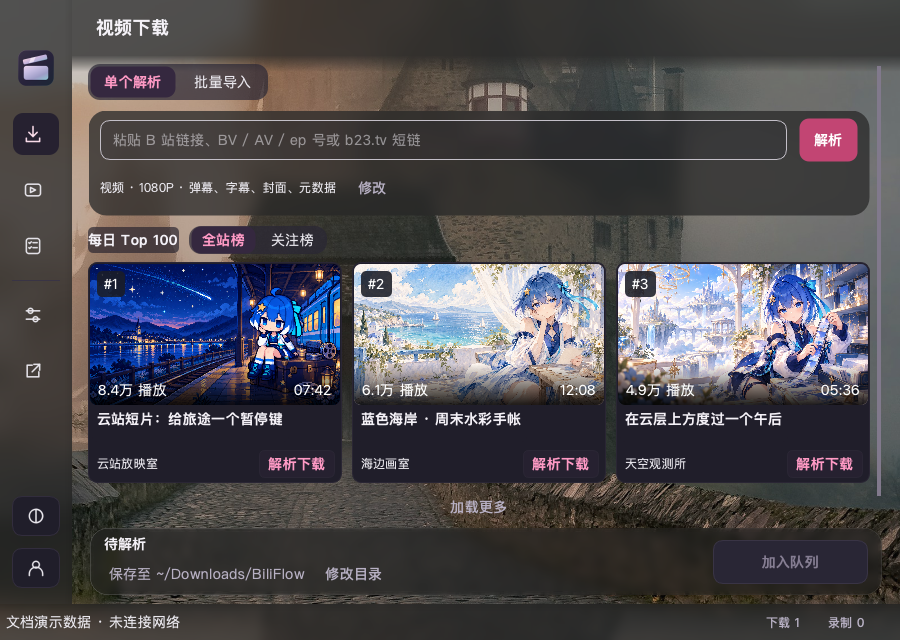 视频下载
单个解析 批量导入
粘贴 B 站链接、BV / AV / ep 号或 b23.tv 短链 解析
视频 · 1080P · 弹幕、字幕、封面、元数据 修改
每日 Top 100 全站榜 关注榜
#1 #2 #3
8.4万 播放 07:42 6.1万 播放 12:08 4.9万 播放 05:36
云站短片：给旅途一个暂停键 蓝色海岸 · 周末水彩手帐 在云层上方度过一个午后
云站放映室 解析下载 海边画室 解析下载 天空观测所 解析下载
加载更多
待解析
保存至 ~/Downloads/BiliFlow 修改目录 加入队列
文档演示数据 · 未连接网络 下载 1 录制 0